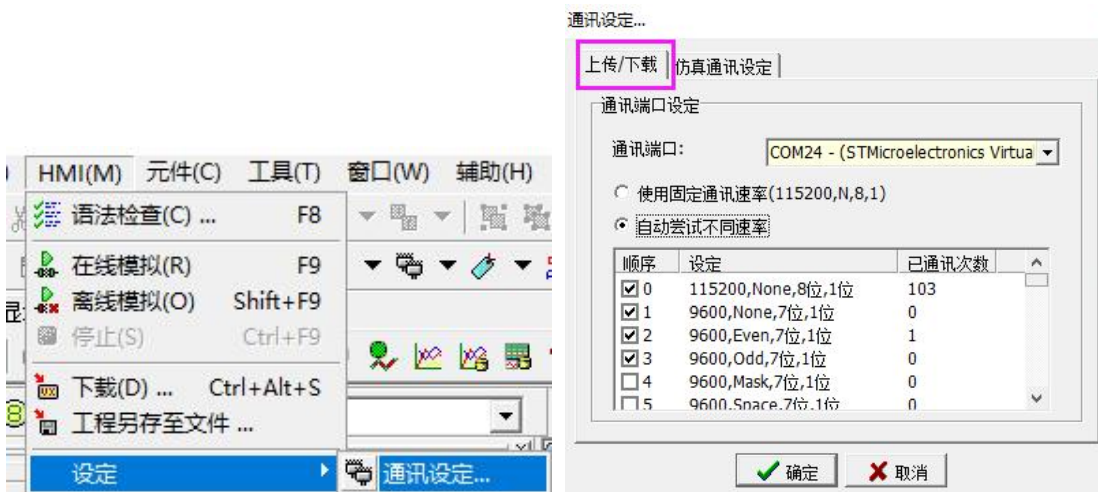 HMI(M) 元件(C) 工具(T) 窗口(W) 辅助(H)
语法检查(C) ... F8
在线模拟(R) F9
离线模拟(O) Shift+F9
停止(S) Ctrl+F9
下载(D) ... Ctrl+Alt+S
工程另存至文件 ...
设定
通讯设定...
通讯设定...
上传/下载 仿真通讯设定
通讯端口设定
通讯端口: COM24 - (STMicroelectronics Virtua
使用固定通讯速率(115200,N,8,1)
自动尝试不同速率
顺序 设定 已通讯次数
0 115200,None,8位,1位 103
1 9600,None,7位,1位 0
2 9600,Even,7位,1位 1
3 9600,Odd,7位,1位 0
4 9600,Mask,7位,1位 0
5 9600,Space,7位,1位 0
确定 取消